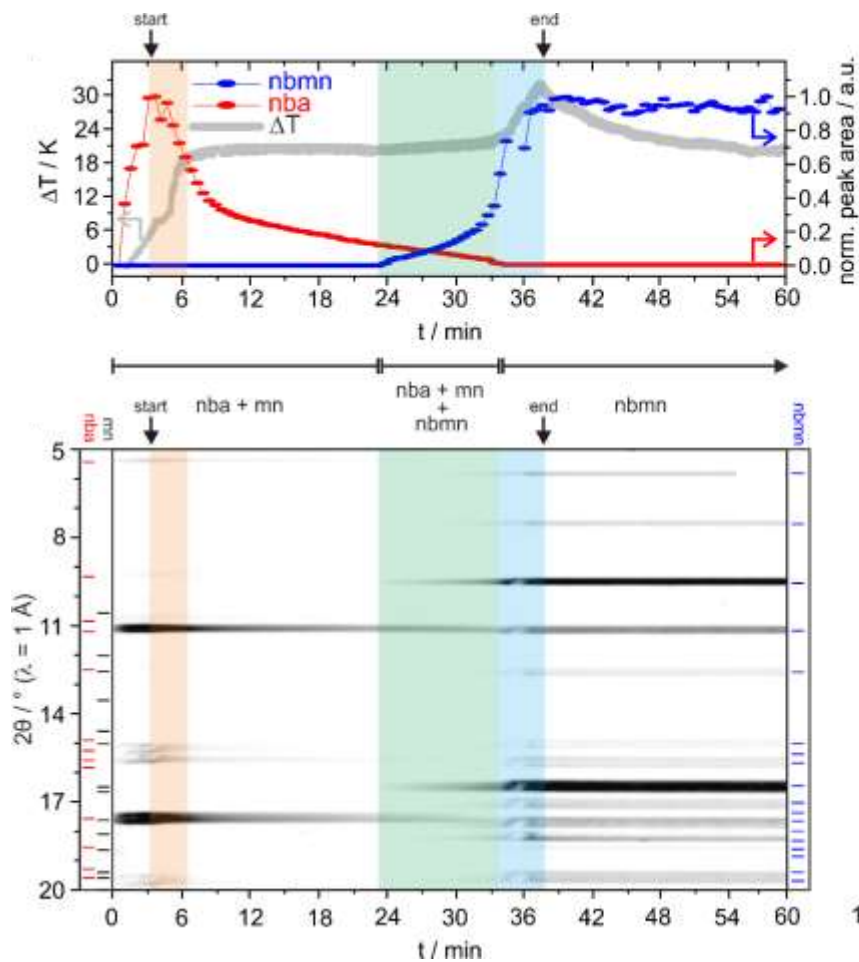 start
end
nbmn
nba
ΔT
ΔT / K
30
24
18
12
6
0
1.0
0.8
0.6
0.4
0.2
0.0
norm. peak area / a.u.
0 6 12 18 24 30 36 42 48 54 60
t / min
nba + mn
nba + mn
+
nbmn
nbmn
start
end
nba
mn
nbmn
2θ / ° (λ = 1 Å)
5
8
11
14
17
20
0 6 12 18 24 30 36 42 48 54 60
t / min
1